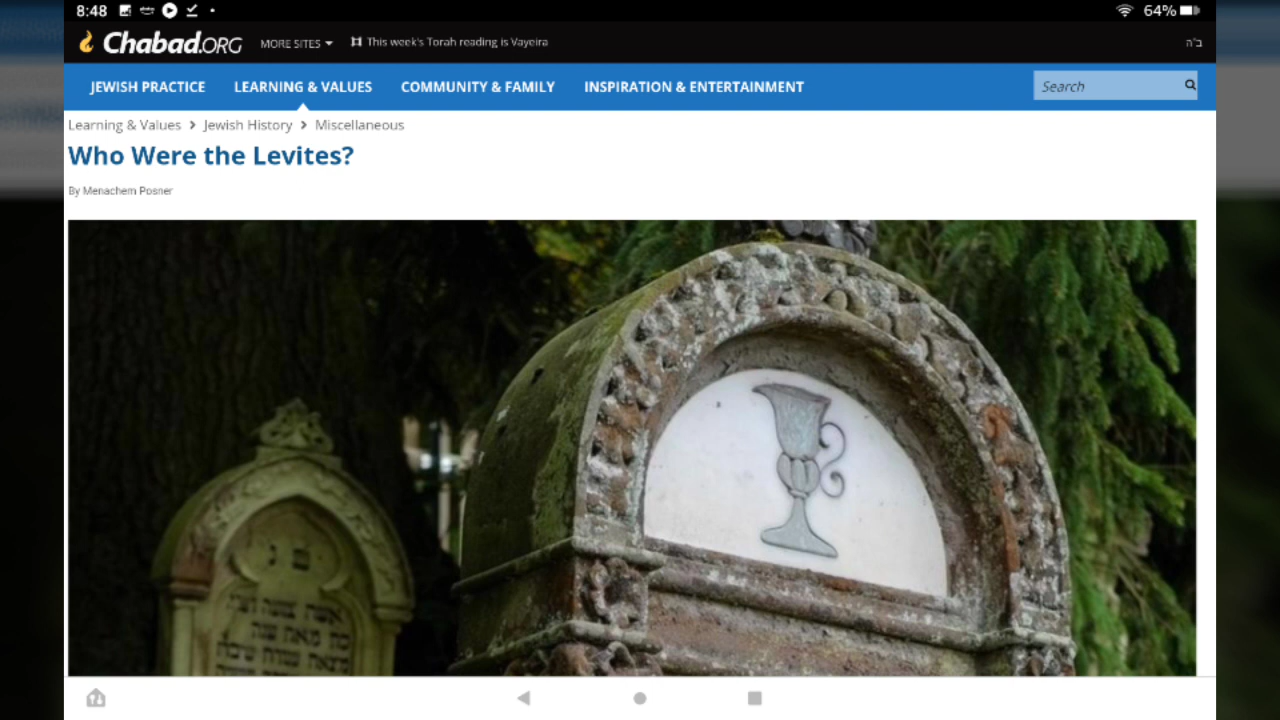 8:48
64%
Chabad.ORG
MORE SITES
This week's Torah reading is Vayeira
ב"ה
JEWISH PRACTICE
LEARNING & VALUES
COMMUNITY & FAMILY
INSPIRATION & ENTERTAINMENT
Search
Learning & Values > Jewish History > Miscellaneous
Who Were the Levites?
By Menachem Posner